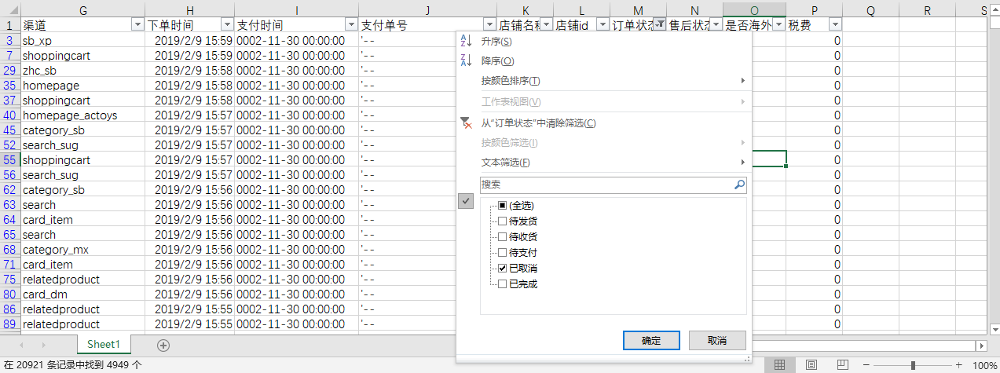 G H I J K L M N O P Q R S
1 渠道 下单时间 支付时间 支付单号 店铺名称 店铺id 订单状态 售后状态 是否海外 税费
3 sb_xp 2019/2/9 15:59 0002-11-30 00:00:00 '-- 0
7 shoppingcart 2019/2/9 15:59 0002-11-30 00:00:00 '-- 0
29 zhc_sb 2019/2/9 15:58 0002-11-30 00:00:00 '-- 0
35 homepage 2019/2/9 15:58 0002-11-30 00:00:00 '-- 0
37 shoppingcart 2019/2/9 15:58 0002-11-30 00:00:00 '-- 0
40 homepage_actoys 2019/2/9 15:57 0002-11-30 00:00:00 '-- 0
45 category_sb 2019/2/9 15:57 0002-11-30 00:00:00 '-- 0
52 search_sug 2019/2/9 15:57 0002-11-30 00:00:00 '-- 0
55 shoppingcart 2019/2/9 15:57 0002-11-30 00:00:00 '-- 0
56 search_sug 2019/2/9 15:57 0002-11-30 00:00:00 '-- 0
62 category_sb 2019/2/9 15:56 0002-11-30 00:00:00 '-- 0
63 search 2019/2/9 15:56 0002-11-30 00:00:00 '-- 0
64 card_item 2019/2/9 15:56 0002-11-30 00:00:00 '-- 0
65 search 2019/2/9 15:56 0002-11-30 00:00:00 '-- 0
68 category_mx 2019/2/9 15:56 0002-11-30 00:00:00 '-- 0
71 card_item 2019/2/9 15:56 0002-11-30 00:00:00 '-- 0
75 relatedproduct 2019/2/9 15:56 0002-11-30 00:00:00 '-- 0
80 card_dm 2019/2/9 15:56 0002-11-30 00:00:00 '-- 0
86 relatedproduct 2019/2/9 15:55 0002-11-30 00:00:00 '-- 0
89 relatedproduct 2019/2/9 15:55 0002-11-30 00:00:00 '-- 0
升序(S)
降序(O)
按颜色排序(T)
工作表视图(V)
从"订单状态"中清除筛选(C)
按颜色筛选(I)
文本筛选(F)
搜索
(全选)
待发货
待收货
待支付
已取消
已完成
确定 取消
Sheet1
在 20921 条记录中找到 4949 个 100%